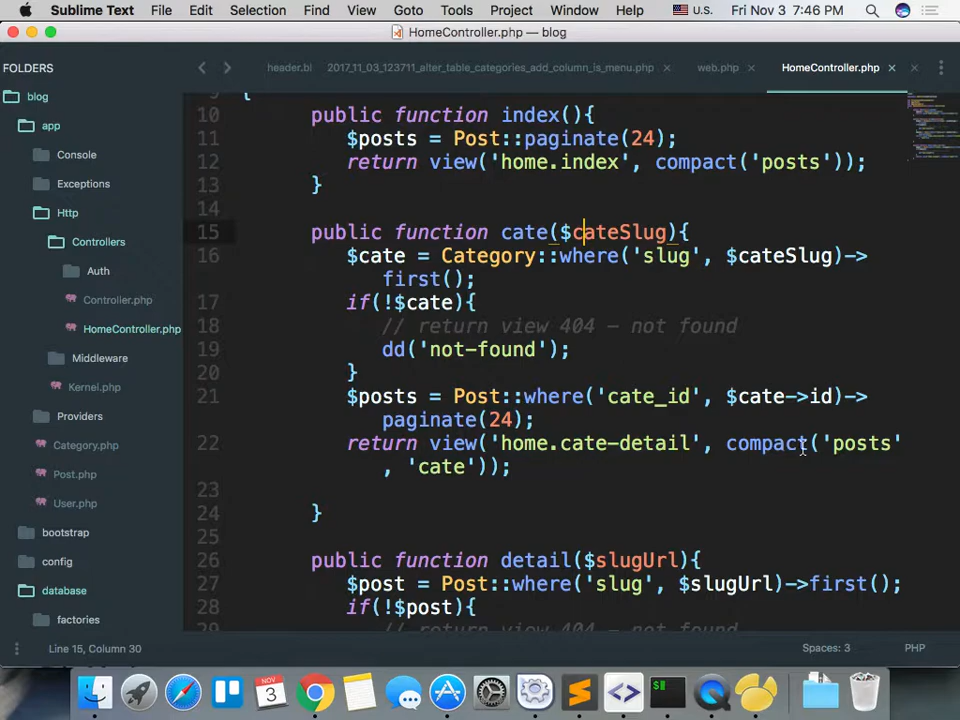 Sublime Text File Edit Selection Find View Goto Tools Project Window Help U.S. Fri Nov 3 7:46 PM
HomeController.php — blog
FOLDERS
header.bl 2017_11_03_123711_alter_table_categories_add_column_is_menu.php web.php HomeController.php
blog
app
Console
Exceptions
Http
Controllers
Auth
Controller.php
HomeController.php
Middleware
Kernel.php
Providers
Category.php
Post.php
User.php
bootstrap
config
database
factories
9 {
10 public function index(){
11 $posts = Post::paginate(24);
12 return view('home.index', compact('posts'));
13 }
14
15 public function cate($cateSlug){
16 $cate = Category::where('slug', $cateSlug)->
first();
17 if(!$cate){
18 // return view 404 - not found
19 dd('not-found');
20 }
21 $posts = Post::where('cate_id', $cate->id)->
paginate(24);
22 return view('home.cate-detail', compact('posts'
, 'cate'));
23
24 }
25
26 public function detail($slugUrl){
27 $post = Post::where('slug', $slugUrl)->first();
28 if(!$post){
29 // return view 404 - not found
Line 15, Column 30 Spaces: 3 PHP
NOV
3